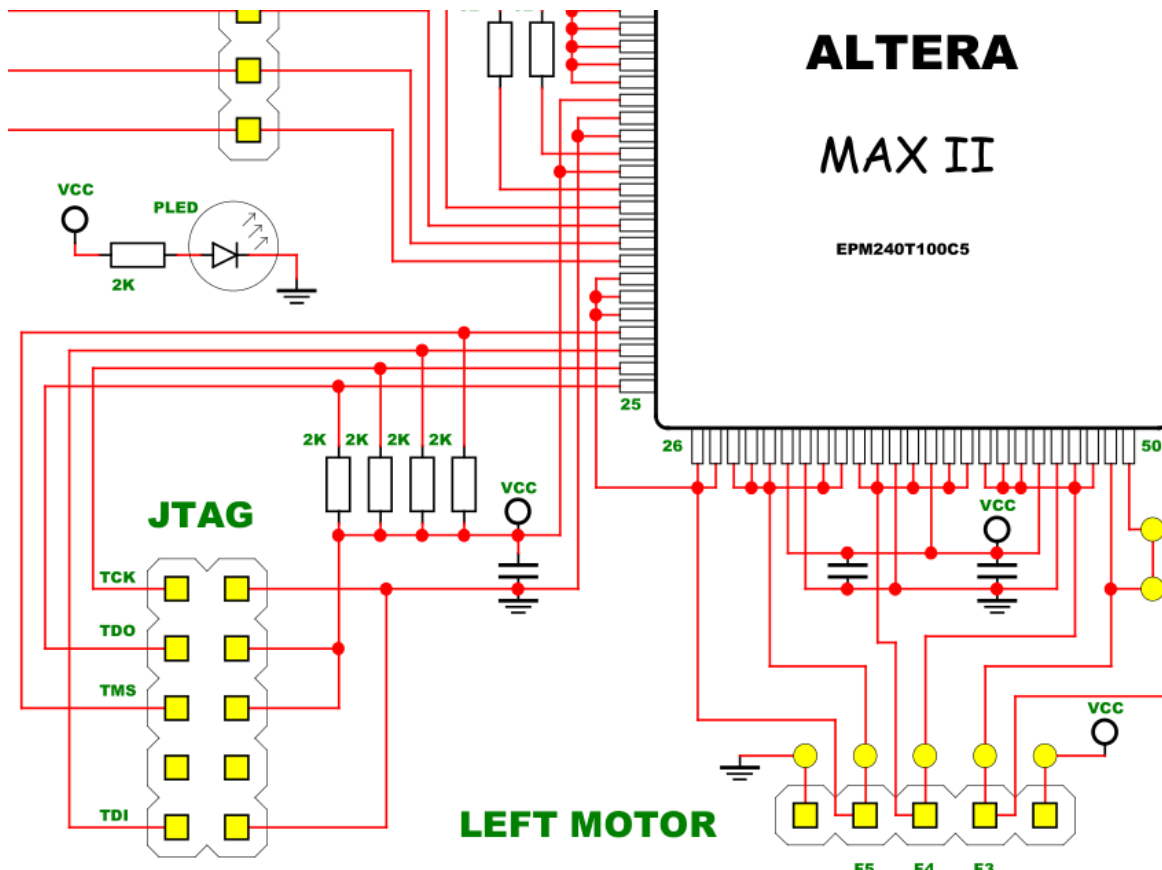 ALTERA
MAX II
EPM240T100C5
VCC
PLED
2K
25
26
50
2K 2K 2K 2K
VCC
VCC
JTAG
TCK
TDO
TMS
TDI
VCC
LEFT MOTOR